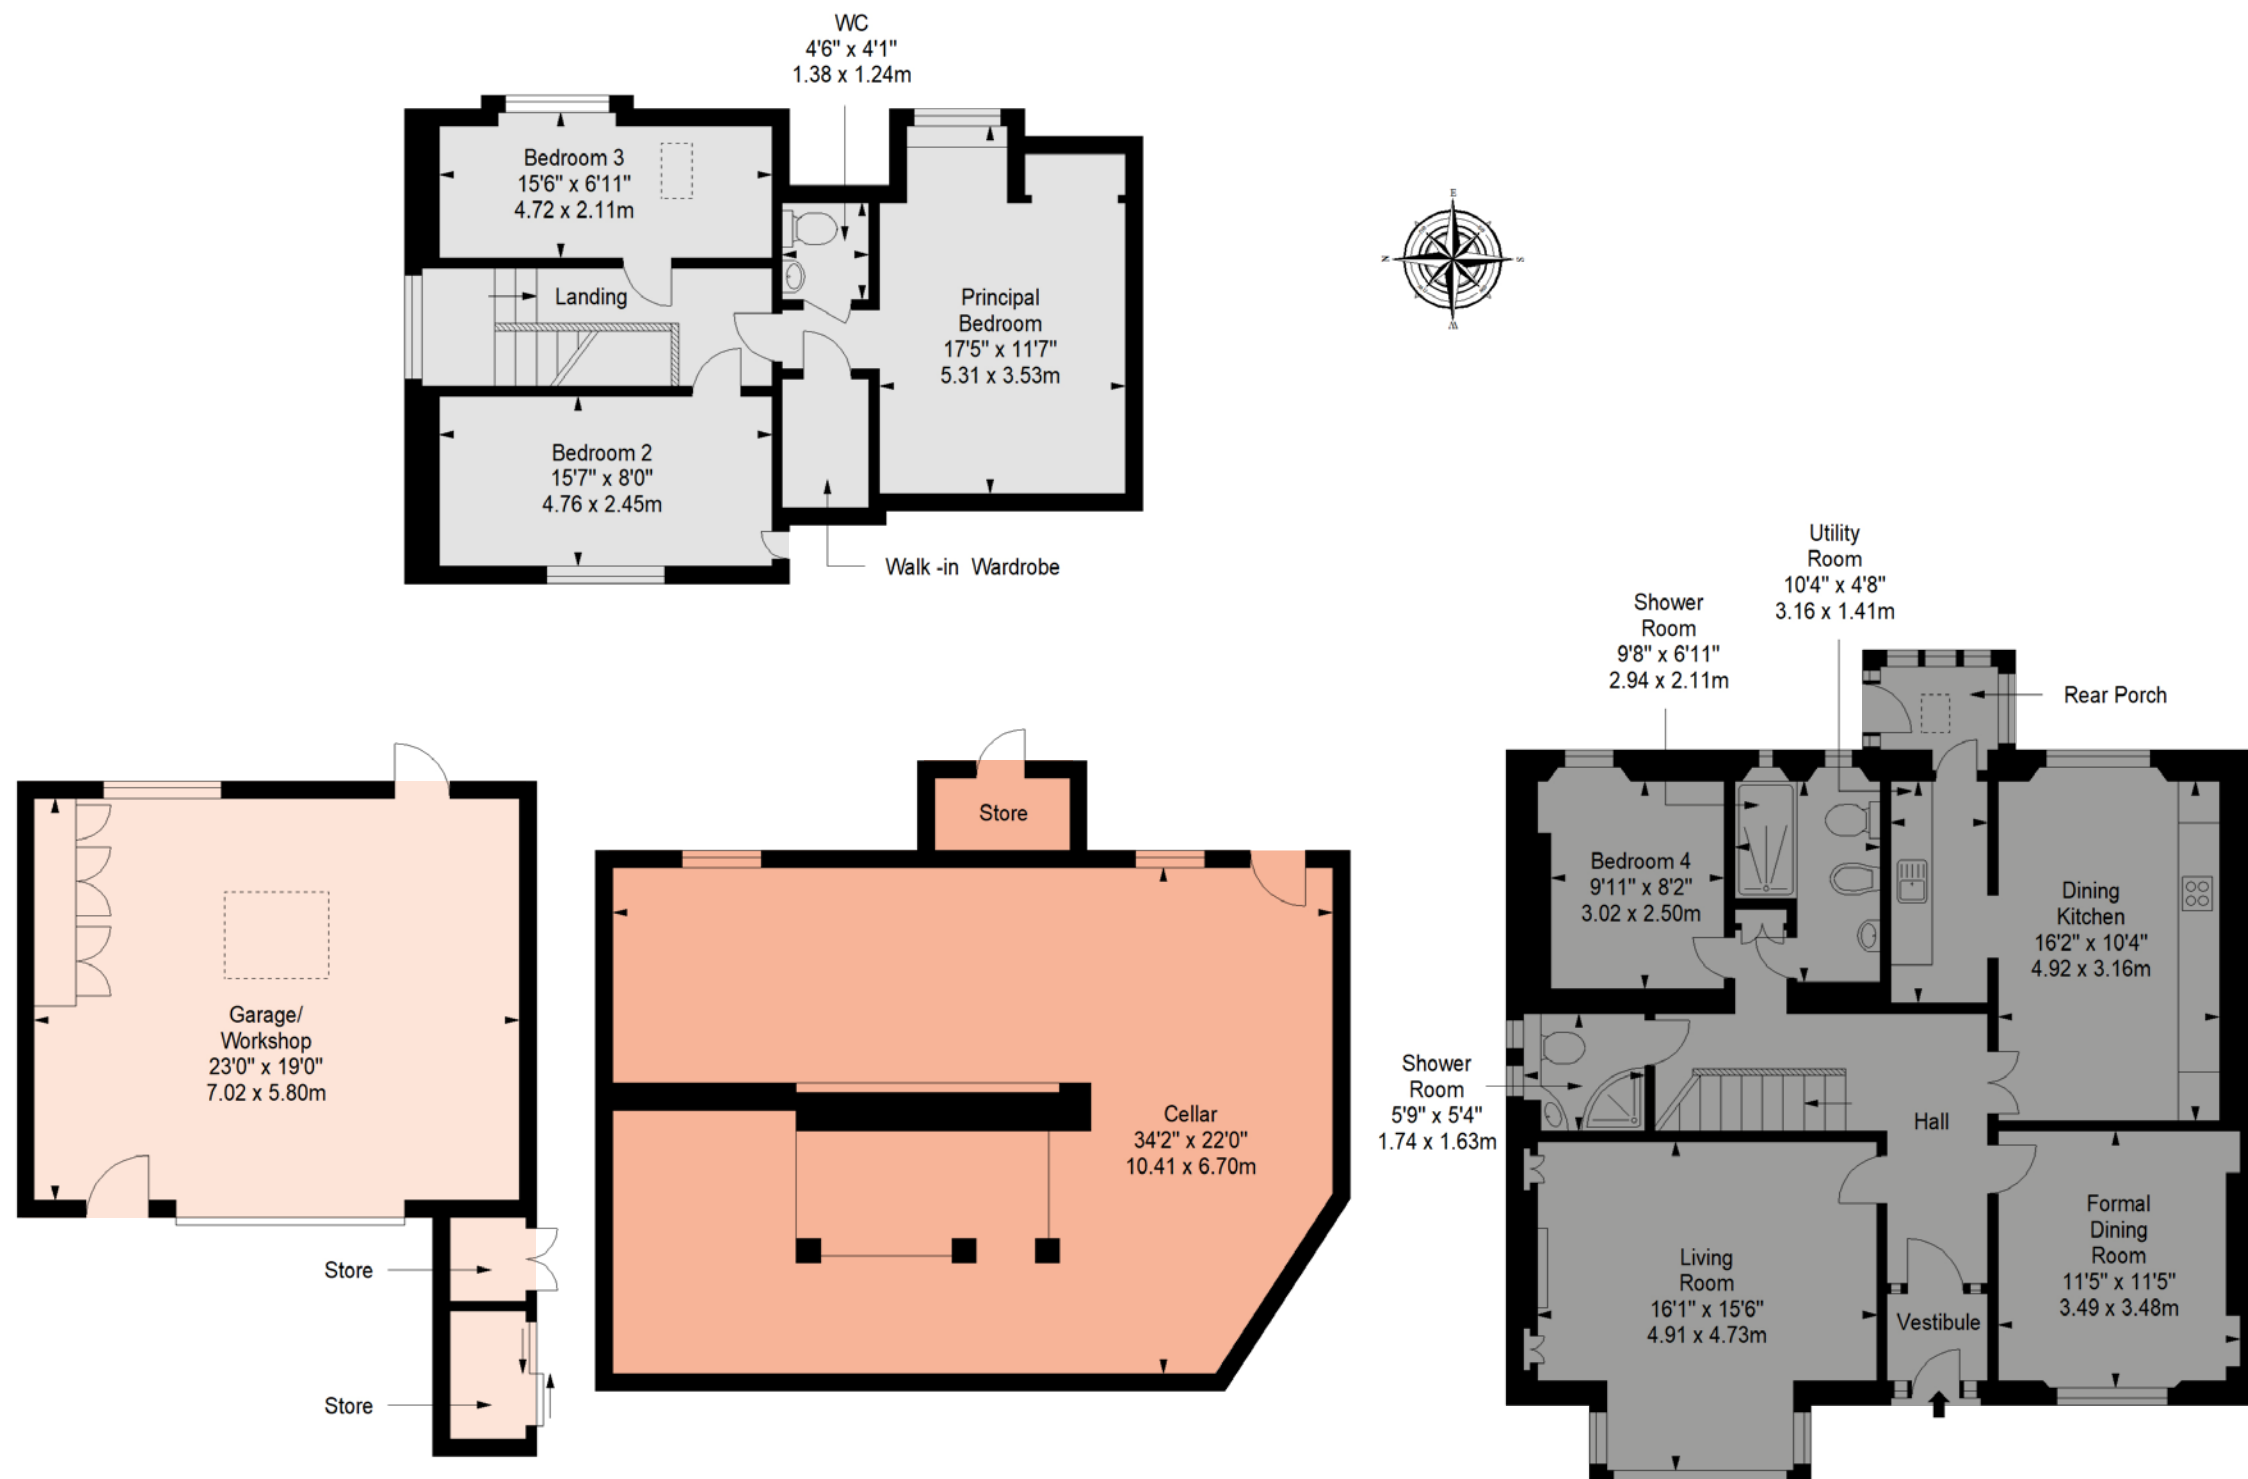 WC
4'6" x 4'1"
1.38 x 1.24m
Bedroom 3
15'6" x 6'11"
4.72 x 2.11m
Landing
Principal
Bedroom
17'5" x 11'7"
5.31 x 3.53m
Bedroom 2
15'7" x 8'0"
4.76 x 2.45m
Walk -in Wardrobe
E
N
S
W
Utility
Room
10'4" x 4'8"
3.16 x 1.41m
Shower
Room
9'8" x 6'11"
2.94 x 2.11m
Rear Porch
Store
Bedroom 4
9'11" x 8'2"
3.02 x 2.50m
Dining
Kitchen
16'2" x 10'4"
4.92 x 3.16m
Garage/
Workshop
23'0" x 19'0"
7.02 x 5.80m
Cellar
34'2" x 22'0"
10.41 x 6.70m
Shower
Room
5'9" x 5'4"
1.74 x 1.63m
Hall
Formal
Dining
Room
11'5" x 11'5"
3.49 x 3.48m
Living
Room
16'1" x 15'6"
4.91 x 4.73m
Vestibule
Store
Store